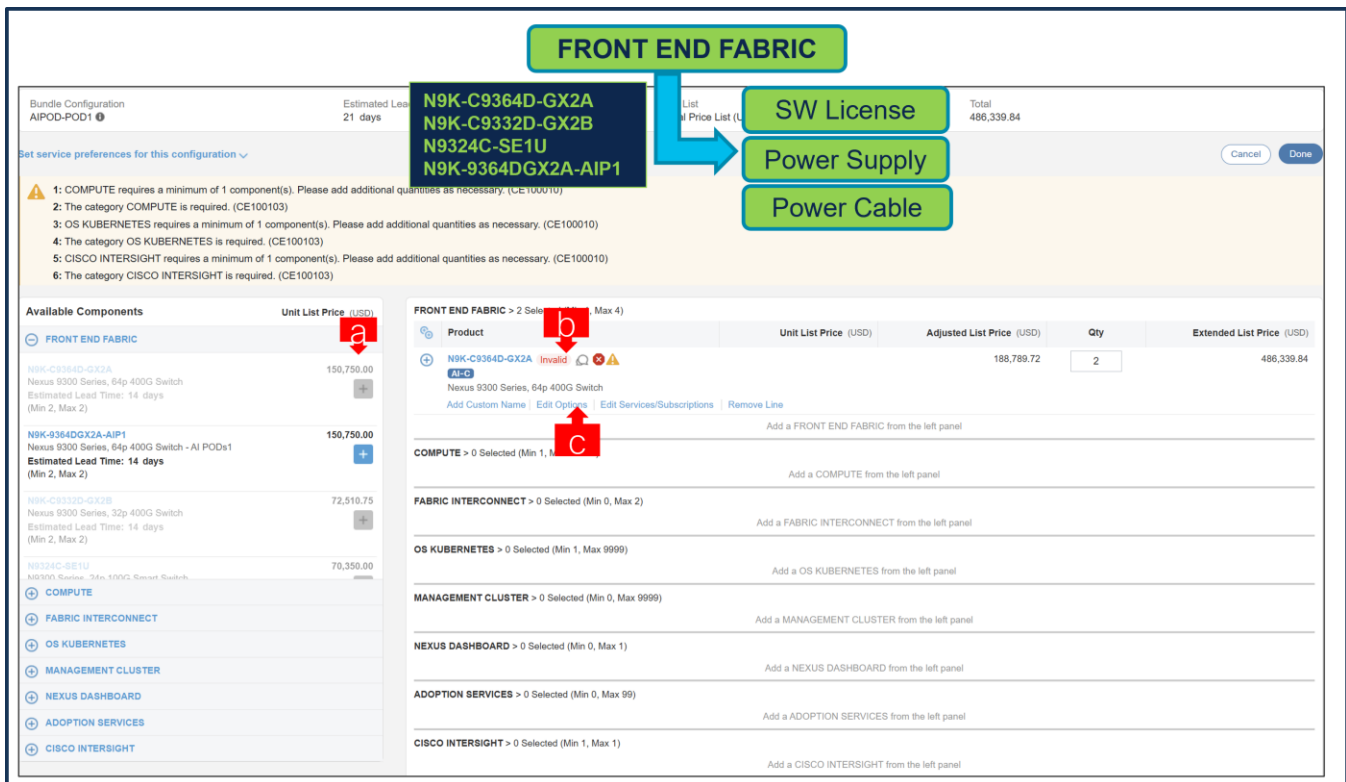 FRONT END FABRIC
Bundle Configuration
AIPOD-POD1
Estimated Lea
21 days
N9K-C9364D-GX2A
N9K-C9332D-GX2B
N9324C-SE1U
N9K-9364DGX2A-AIP1
List
al Price List (U
SW License
Power Supply
Power Cable
Total
486,339.84
Set service preferences for this configuration
Cancel
Done
1: COMPUTE requires a minimum of 1 component(s). Please add additional quantities as necessary. (CE100010)
2: The category COMPUTE is required. (CE100103)
3: OS KUBERNETES requires a minimum of 1 component(s). Please add additional quantities as necessary. (CE100010)
4: The category OS KUBERNETES is required. (CE100103)
5: CISCO INTERSIGHT requires a minimum of 1 component(s). Please add additional quantities as necessary. (CE100010)
6: The category CISCO INTERSIGHT is required. (CE100103)
Available Components Unit List Price (USD)
a
FRONT END FABRIC
N9K-C9364D-GX2A 150,750.00
Nexus 9300 Series, 64p 400G Switch
Estimated Lead Time: 14 days
(Min 2, Max 2)
N9K-9364DGX2A-AIP1 150,750.00
Nexus 9300 Series, 64p 400G Switch - AI PODs1
Estimated Lead Time: 14 days
(Min 2, Max 2)
N9K-C9332D-GX2B 72,510.75
Nexus 9300 Series, 32p 400G Switch
Estimated Lead Time: 14 days
(Min 2, Max 2)
N9324C-SE1U 70,350.00
N9300 Series, 24p 100G Smart Switch
COMPUTE
FABRIC INTERCONNECT
OS KUBERNETES
MANAGEMENT CLUSTER
NEXUS DASHBOARD
ADOPTION SERVICES
CISCO INTERSIGHT
FRONT END FABRIC > 2 Selec Max 4)
b
Product Unit List Price (USD) Adjusted List Price (USD) Qty Extended List Price (USD)
N9K-C9364D-GX2A Invalid 188,789.72 2 486,339.84
AI-C
Nexus 9300 Series, 64p 400G Switch
Add Custom Name Edit Options Edit Services/Subscriptions Remove Line
c
Add a FRONT END FABRIC from the left panel
COMPUTE > 0 Selected (Min 1,
Add a COMPUTE from the left panel
FABRIC INTERCONNECT > 0 Selected (Min 0, Max 2)
Add a FABRIC INTERCONNECT from the left panel
OS KUBERNETES > 0 Selected (Min 1, Max 9999)
Add a OS KUBERNETES from the left panel
MANAGEMENT CLUSTER > 0 Selected (Min 0, Max 9999)
Add a MANAGEMENT CLUSTER from the left panel
NEXUS DASHBOARD > 0 Selected (Min 0, Max 1)
Add a NEXUS DASHBOARD from the left panel
ADOPTION SERVICES > 0 Selected (Min 0, Max 99)
Add a ADOPTION SERVICES from the left panel
CISCO INTERSIGHT > 0 Selected (Min 1, Max 1)
Add a CISCO INTERSIGHT from the left panel